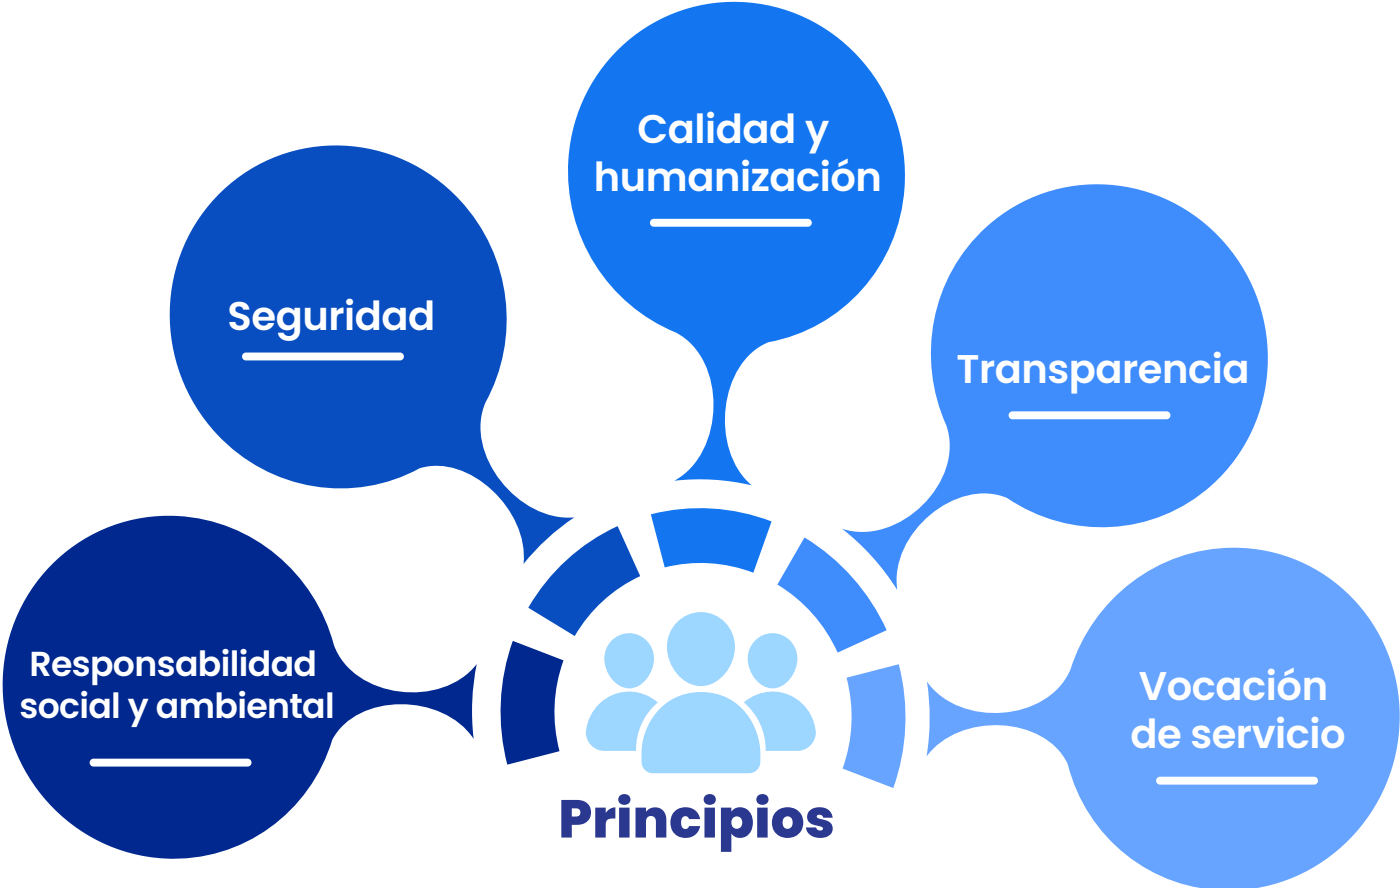 Calidad y
humanización
Seguridad
Transparencia
Responsabilidad
social y ambiental
Vocación
de servicio
Principios